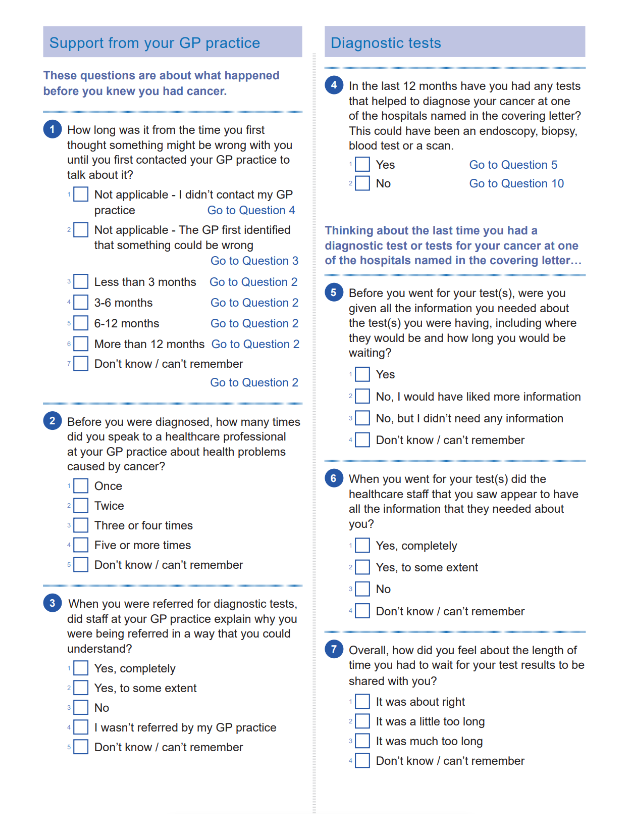 Support from your GP practice
These questions are about what happened
before you knew you had cancer.
1 How long was it from the time you first
thought something might be wrong with you
until you first contacted your GP practice to
talk about it?
1 Not applicable - I didn't contact my GP
practice Go to Question 4
2 Not applicable - The GP first identified
that something could be wrong
Go to Question 3
3 Less than 3 months Go to Question 2
4 3-6 months Go to Question 2
5 6-12 months Go to Question 2
6 More than 12 months Go to Question 2
7 Don't know / can't remember
Go to Question 2
2 Before you were diagnosed, how many times
did you speak to a healthcare professional
at your GP practice about health problems
caused by cancer?
1 Once
2 Twice
3 Three or four times
4 Five or more times
5 Don't know / can't remember
3 When you were referred for diagnostic tests,
did staff at your GP practice explain why you
were being referred in a way that you could
understand?
1 Yes, completely
2 Yes, to some extent
3 No
4 I wasn't referred by my GP practice
5 Don't know / can't remember
Diagnostic tests
4 In the last 12 months have you had any tests
that helped to diagnose your cancer at one
of the hospitals named in the covering letter?
This could have been an endoscopy, biopsy,
blood test or a scan.
1 Yes Go to Question 5
2 No Go to Question 10
Thinking about the last time you had a
diagnostic test or tests for your cancer at one
of the hospitals named in the covering letter…
5 Before you went for your test(s), were you
given all the information you needed about
the test(s) you were having, including where
they would be and how long you would be
waiting?
1 Yes
2 No, I would have liked more information
3 No, but I didn't need any information
4 Don't know / can't remember
6 When you went for your test(s) did the
healthcare staff that you saw appear to have
all the information that they needed about
you?
1 Yes, completely
2 Yes, to some extent
3 No
4 Don't know / can't remember
7 Overall, how did you feel about the length of
time you had to wait for your test results to be
shared with you?
1 It was about right
2 It was a little too long
3 It was much too long
4 Don't know / can't remember